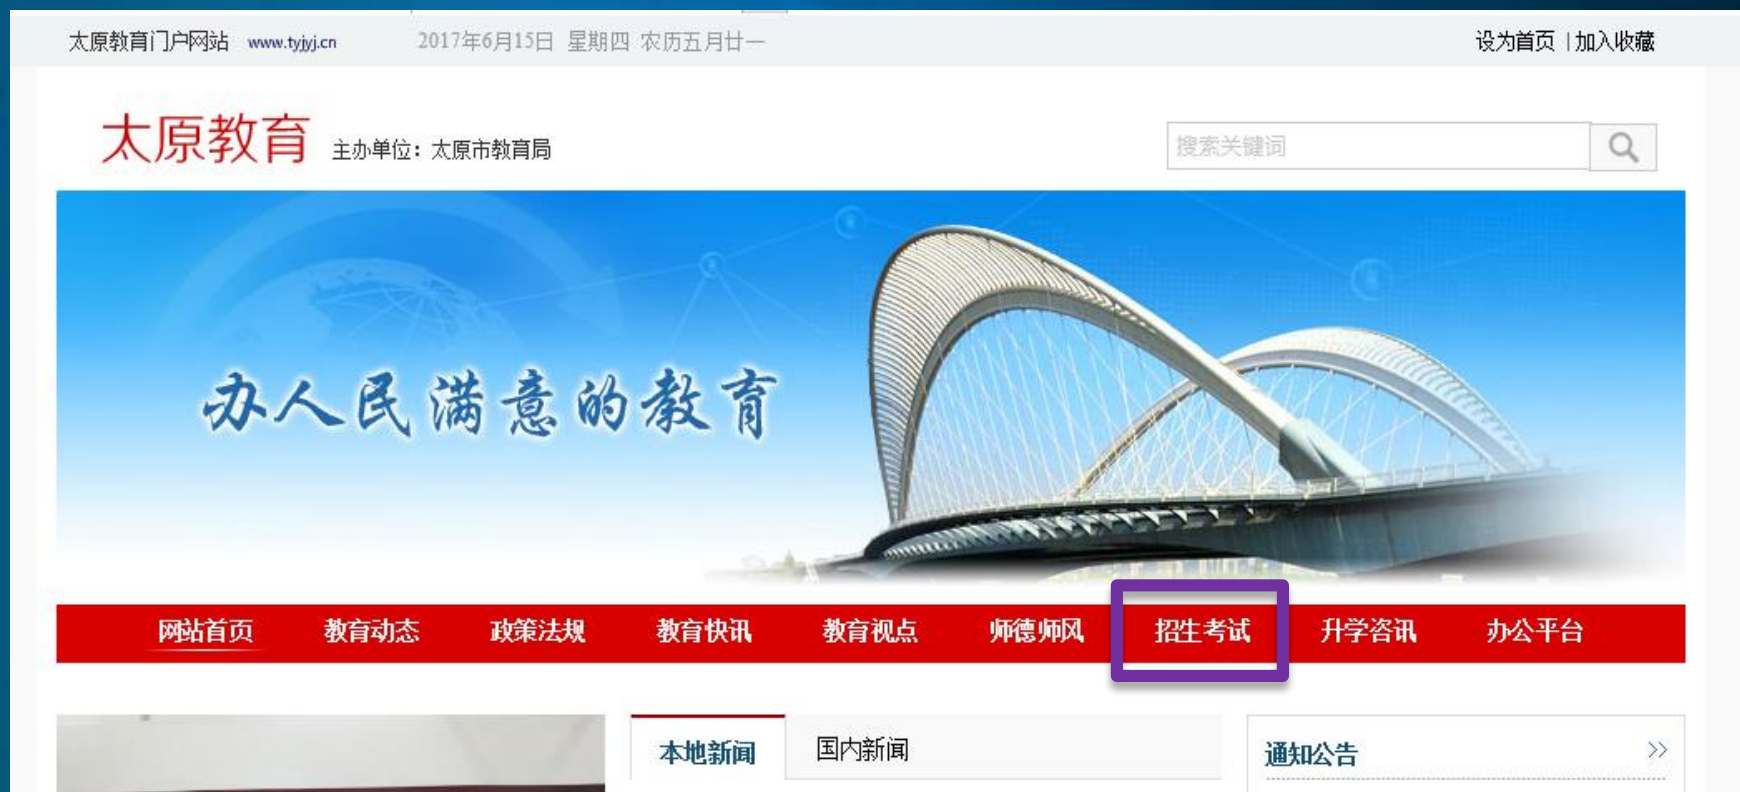 太原教育门户网站 www.tyjyj.cn 2017年6月15日 星期四 农历五月廿一 设为首页 | 加入收藏
太原教育 主办单位：太原市教育局 搜索关键词
办人民满意的教育
网站首页 教育动态 政策法规 教育快讯 教育视点 师德师风 招生考试 升学咨讯 办公平台
本地新闻 国内新闻 通知公告 >>